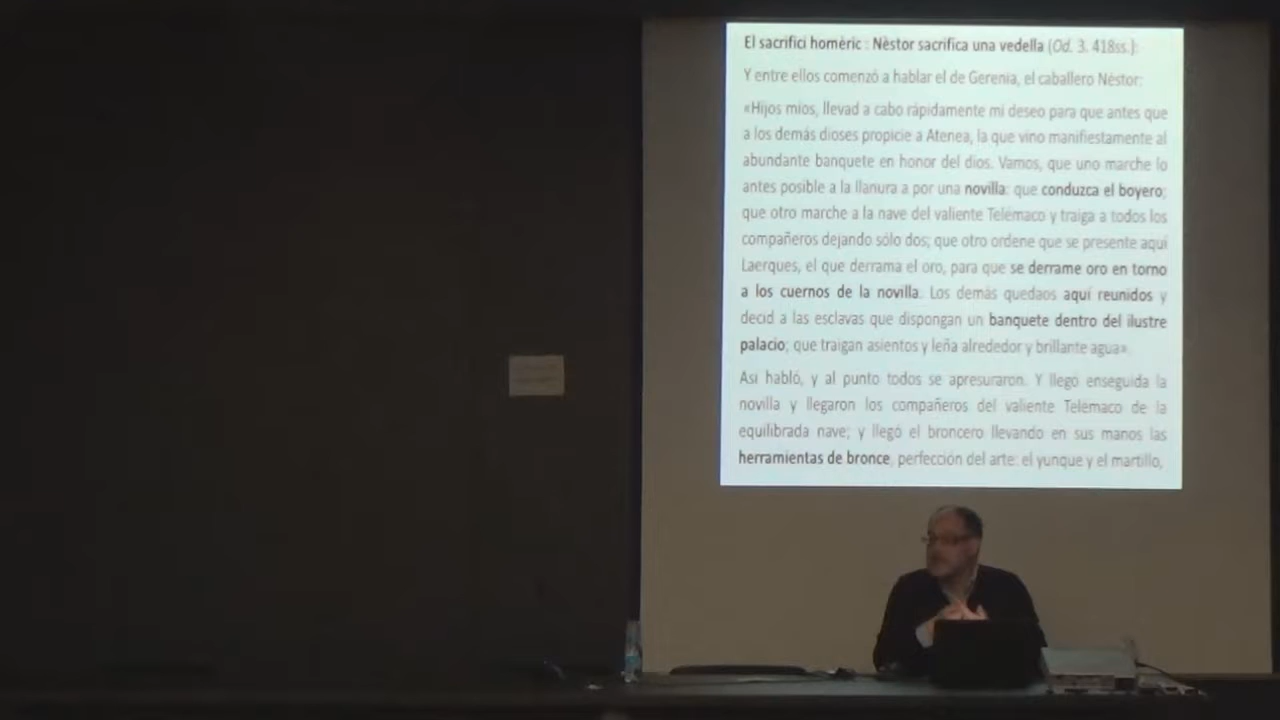 El sacrifici homèric : Nèstor sacrifica una vedella (Od. 3. 418ss.):
Y entre ellos comenzó a hablar el de Gerenia, el caballero Néstor:
«Hijos míos, llevad a cabo rápidamente mi deseo para que antes que
a los demás dioses propicie a Atenea, la que vino manifiestamente al
abundante banquete en honor del dios. Vamos, que uno marche lo
antes posible a la llanura a por una novilla; que conduzca el boyero;
que otro marche a la nave del valiente Telémaco y traiga a todos los
compañeros dejando sólo dos; que otro ordene que se presente aquí
Laerques, el que derrama el oro, para que se derrame oro en torno
a los cuernos de la novilla. Los demás quedaos aquí reunidos y
decid a las esclavas que dispongan un banquete dentro del ilustre
palacio; que traigan asientos y leña alrededor y brillante agua».
Así habló, y al punto todos se apresuraron. Y llegó enseguida la
novilla y llegaron los compañeros del valiente Telémaco de la
equilibrada nave; y llegó el broncero llevando en sus manos las
herramientas de bronce, perfección del arte: el yunque y el martillo,